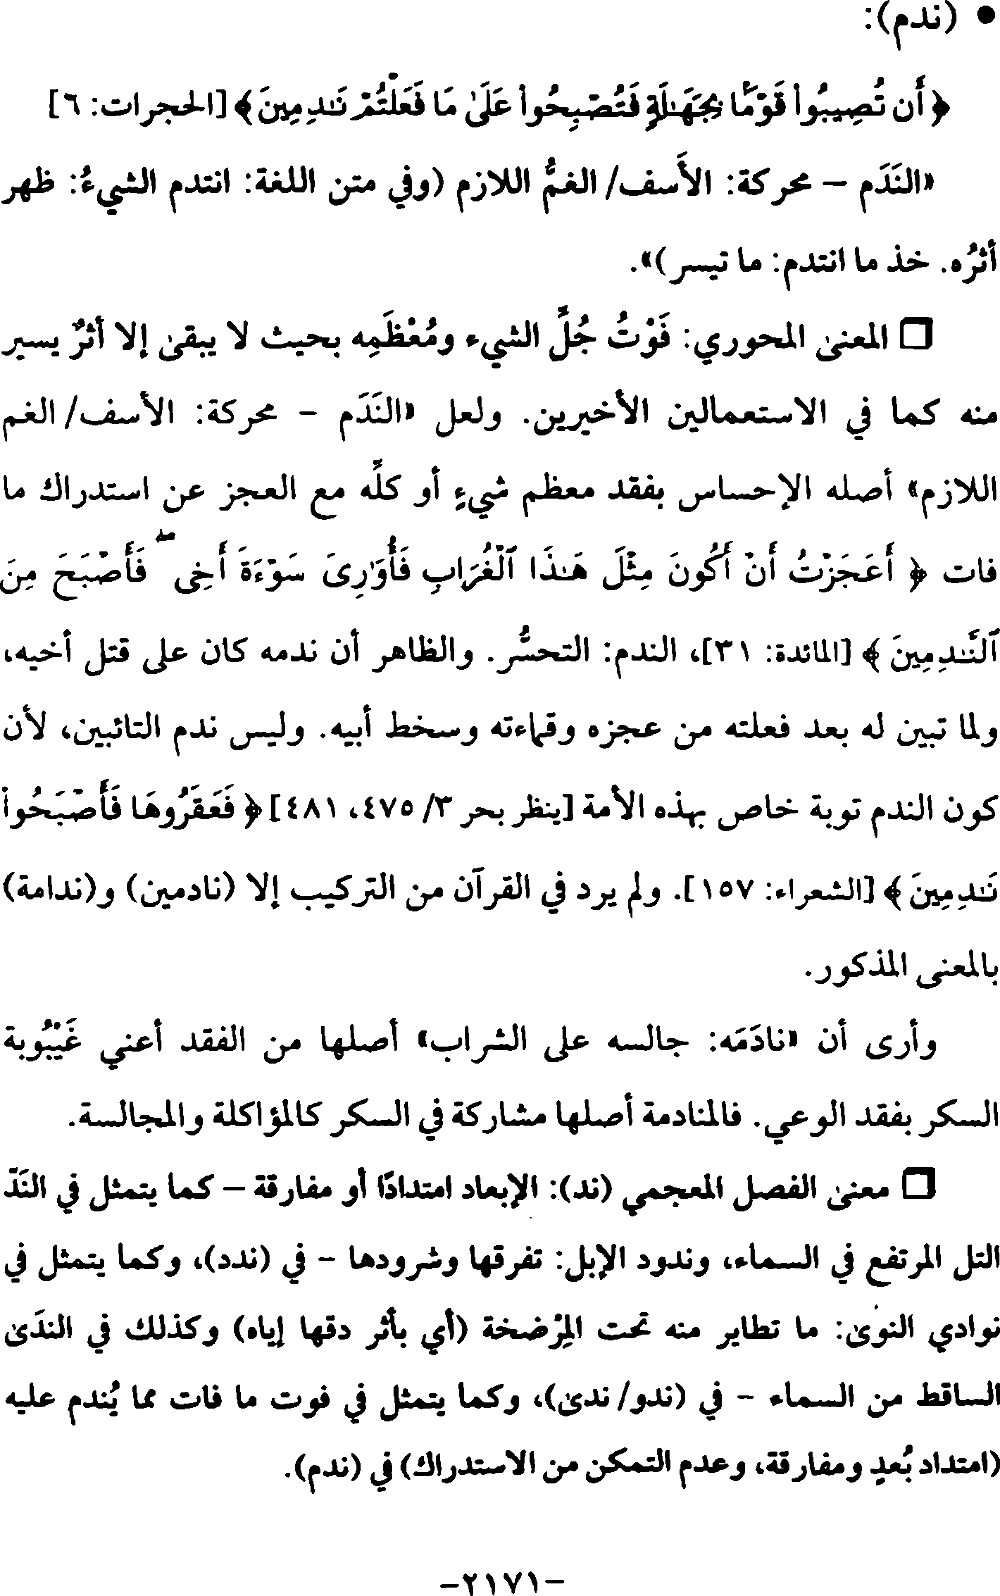 • (ندم):
﴿ أَن تُصِيبُوا۟ قَوْمًۢا بِجَهَـٰلَةٍ فَتُصْبِحُوا۟ عَلَىٰ مَا فَعَلْتُمْ نَـٰدِمِينَ ﴾ [الحجرات: ٦]
«النَدَم – محركة: الأَسف/ الغمُّ اللازم (وفي متن اللغة: انتدم الشيءُ: ظهر
أثرُه. خذ ما انتدم: ما تيسر)».
❑ المعنى المحوري: فَوْتُ جُلِّ الشيء ومُعْظَمِه بحيث لا يبقى إلا أثرٌ يسير
منه كما في الاستعمالين الأخيرين. ولعل «النَدَم – محركة: الأسف/ الغم
اللازم» أصله الإحساس بفقد معظم شيءٍ أو كلِّه مع العجز عن استدراك ما
فات ﴿ أَعَجَزْتُ أَنْ أَكُونَ مِثْلَ هَـٰذَا ٱلْغُرَابِ فَأُوَٰرِىَ سَوْءَةَ أَخِى ۖ فَأَصْبَحَ مِنَ
ٱلنَّـٰدِمِينَ ﴾ [المائدة: ٣١]، الندم: التحسُّر. والظاهر أن ندمه كان على قتل أخيه،
ولما تبين له بعد فعلته من عجزه وقماءته وسخط أبيه. وليس ندم التائبين، لأن
كون الندم توبة خاص بهذه الأمة [ينظر بحر ٣/ ٤٧٥، ٤٨١] ﴿ فَعَقَرُوهَا فَأَصْبَحُوا۟
نَـٰدِمِينَ ﴾ [الشعراء: ١٥٧]. ولم يرد في القرآن من التركيب إلا (نادمين) و(ندامة)
بالمعنى المذكور.
وأرى أن «نادَمَه: جالسه على الشراب» أصلها من الفقد أعني غَيْبُوبة
السكر بفقد الوعي. فالمنادمة أصلها مشاركة في السكر كالمؤاكلة والمجالسة.
❑ معنى الفصل المعجمي (ند): الإبعاد امتدادًا أو مفارقة – كما يتمثل في النَدّ
التل المرتفع في السماء، وندود الإبل: تفرقها وشرودها – في (ندد)، وكما يتمثل في
نوادي النوى: ما تطاير منه تحت المِرْضخة (أي بأثر دقها إياه) وكذلك في الندَى
الساقط من السماء – في (ندو/ ندى)، وكما يتمثل في فوت ما فات مما يُندم عليه
(امتداد بُعدٍ ومفارقة، وعدم التمكن من الاستدراك) في (ندم).
-٢١٧١-